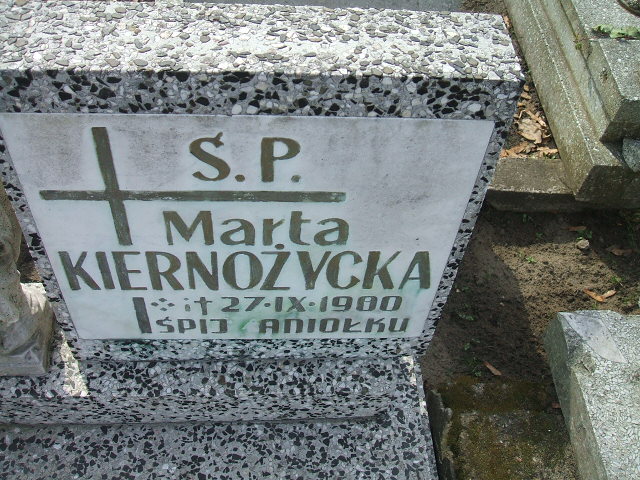 Ś.P.
Marta
KIERNOŻYCKA
* i † 27·IX·1980
ŚPIJ ANIOŁKU